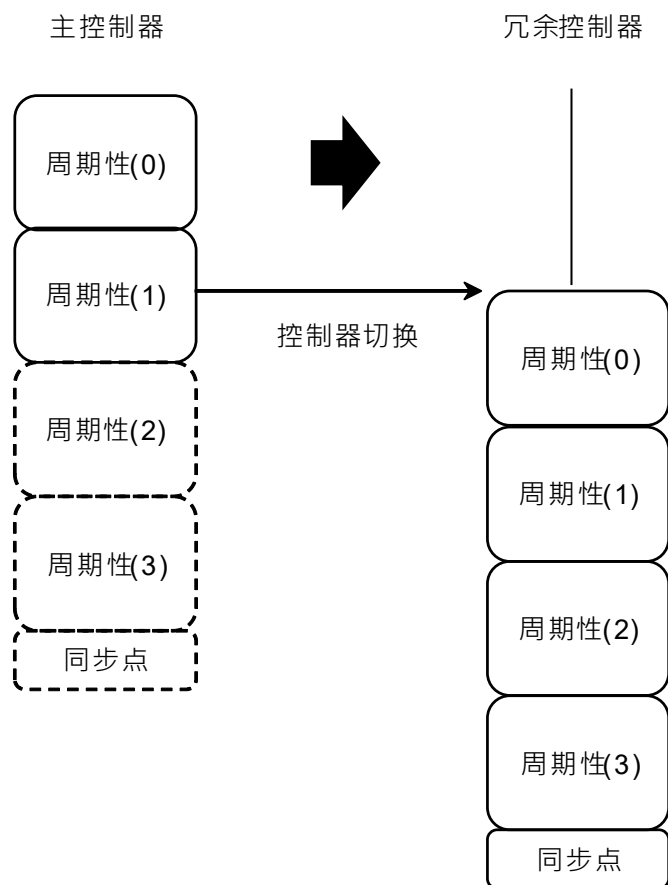 主控制器
冗余控制器
周期性(0)
周期性(1)
控制器切换
周期性(0)
周期性(2)
周期性(1)
周期性(3)
周期性(2)
同步点
周期性(3)
同步点